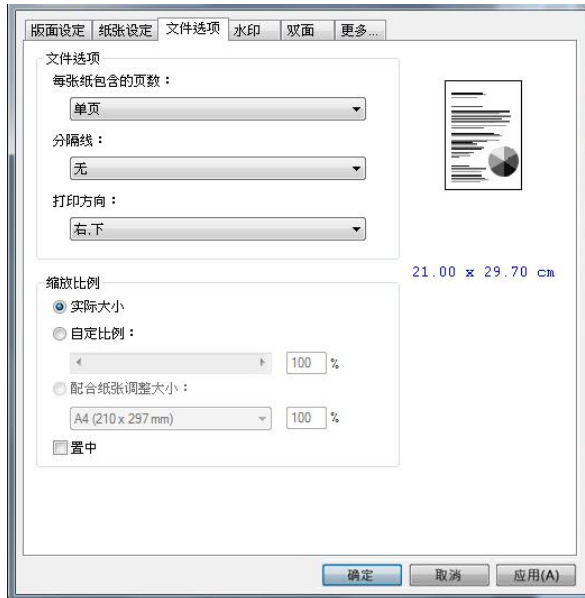 版面设定 纸张设定 文件选项 水印 双面 更多...
文件选项
每张纸包含的页数：
单页
分隔线：
无
打印方向：
右.下
21.00 x 29.70 cm
缩放比例
实际大小
自定比例：
100 %
配合纸张调整大小：
A4 (210 x 297 mm) 100 %
置中
确定 取消 应用(A)